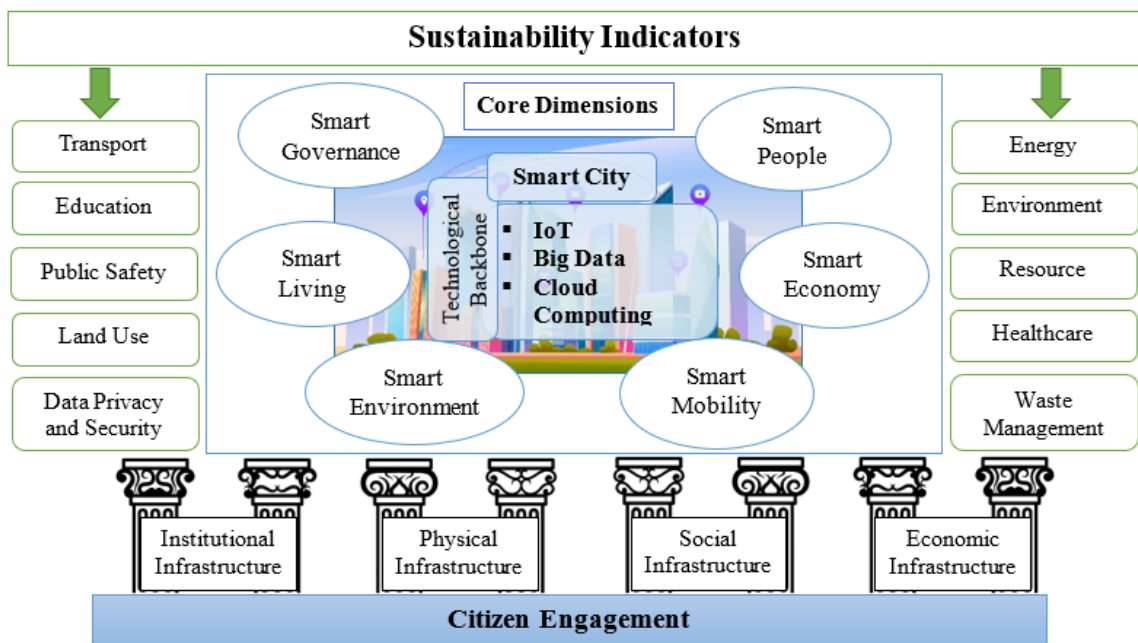 Sustainability Indicators
Transport
Education
Public Safety
Land Use
Data Privacy
and Security
Core Dimensions
Smart
Governance
Smart
People
Smart City
Technological
Backbone
▪ IoT
▪ Big Data
▪ Cloud
Computing
Smart
Living
Smart
Economy
Smart
Environment
Smart
Mobility
Energy
Environment
Resource
Healthcare
Waste
Management
Institutional
Infrastructure
Physical
Infrastructure
Social
Infrastructure
Economic
Infrastructure
Citizen Engagement